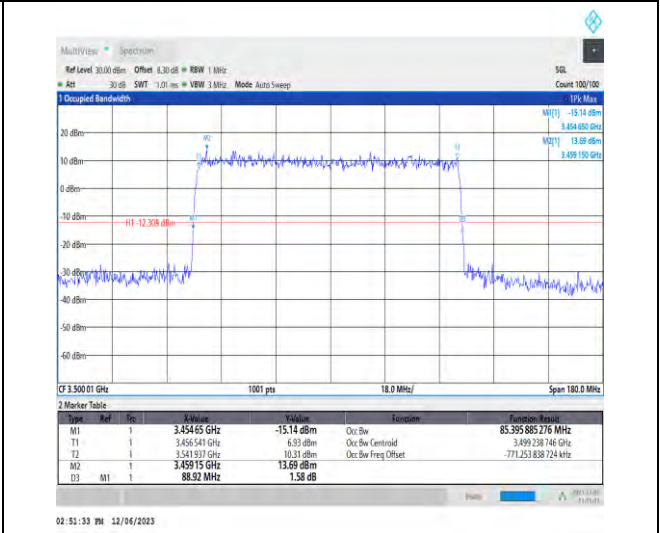 MultiView Spectrum
Ref Level 30.00 dBm Offset 8.30 dB RBW 1 MHz SGL
Att 30 dB SWT 1.01 ms VBW 3 MHz Mode Auto Sweep Count 100/100
1 Occupied Bandwidth 1Pk Max
M1[1] -15.14 dBm
3.454 650 GHz
M2[1] 13.69 dBm
3.459 150 GHz
20 dBm
M2
10 dBm
0 dBm
-10 dBm
M1
D3
H1 -12.309 dBm
-20 dBm
-30 dBm
-40 dBm
-50 dBm
-60 dBm
CF 3.500 01 GHz 1001 pts 18.0 MHz/ Span 180.0 MHz
2 Marker Table
Type Ref Trc X-Value Y-Value Function Function Result
M1 1 3.454 65 GHz -15.14 dBm Occ Bw 85.395 885 276 MHz
T1 1 3.456 541 GHz 6.93 dBm Occ Bw Centroid 3.499 238 746 GHz
T2 1 3.541 937 GHz 10.31 dBm Occ Bw Freq Offset -771.253 838 724 kHz
M2 1 3.459 15 GHz 13.69 dBm
D3 M1 1 88.92 MHz 1.58 dB
02:51:33 PM 12/06/2023